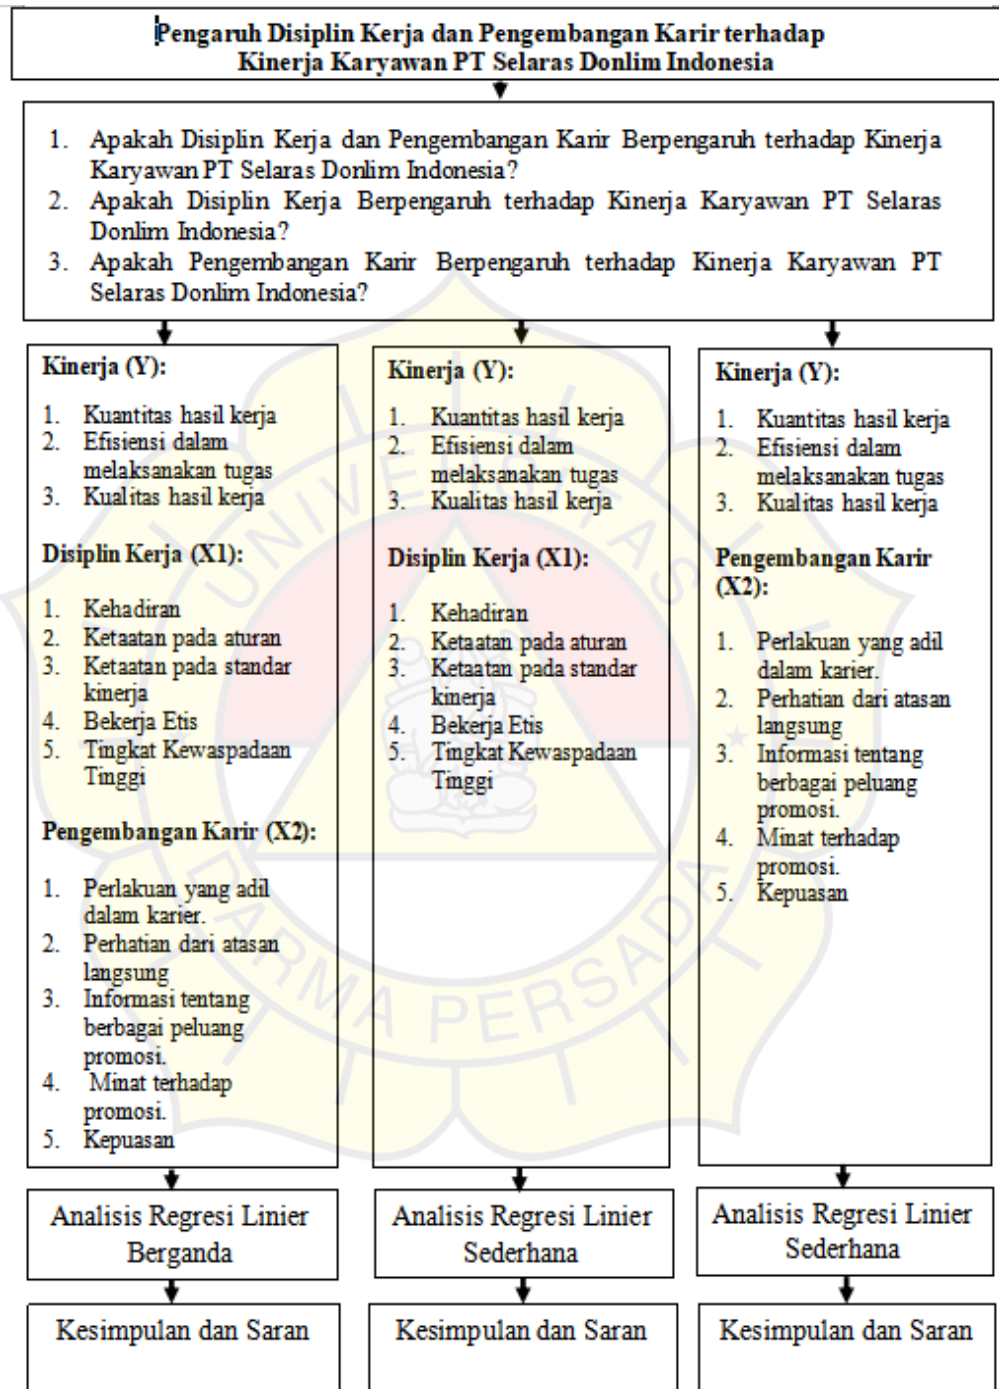 Pengaruh Disiplin Kerja dan Pengembangan Karir terhadap
Kinerja Karyawan PT Selaras Donlim Indonesia
1. Apakah Disiplin Kerja dan Pengembangan Karir Berpengaruh terhadap Kinerja
Karyawan PT Selaras Donlim Indonesia?
2. Apakah Disiplin Kerja Berpengaruh terhadap Kinerja Karyawan PT Selaras
Donlim Indonesia?
3. Apakah Pengembangan Karir Berpengaruh terhadap Kinerja Karyawan PT
Selaras Donlim Indonesia?
Kinerja (Y):
1. Kuantitas hasil kerja
2. Efisiensi dalam
melaksanakan tugas
3. Kualitas hasil kerja
Disiplin Kerja (X1):
1. Kehadiran
2. Ketaatan pada aturan
3. Ketaatan pada standar
kinerja
4. Bekerja Etis
5. Tingkat Kewaspadaan
Tinggi
Pengembangan Karir (X2):
1. Perlakuan yang adil
dalam karier.
2. Perhatian dari atasan
langsung
3. Informasi tentang
berbagai peluang
promosi.
4. Minat terhadap
promosi.
5. Kepuasan
Analisis Regresi Linier
Berganda
Kesimpulan dan Saran
Kinerja (Y):
1. Kuantitas hasil kerja
2. Efisiensi dalam
melaksanakan tugas
3. Kualitas hasil kerja
Disiplin Kerja (X1):
1. Kehadiran
2. Ketaatan pada aturan
3. Ketaatan pada standar
kinerja
4. Bekerja Etis
5. Tingkat Kewaspadaan
Tinggi
Analisis Regresi Linier
Sederhana
Kesimpulan dan Saran
Kinerja (Y):
1. Kuantitas hasil kerja
2. Efisiensi dalam
melaksanakan tugas
3. Kualitas hasil kerja
Pengembangan Karir
(X2):
1. Perlakuan yang adil
dalam karier.
2. Perhatian dari atasan
langsung
3. Informasi tentang
berbagai peluang
promosi.
4. Minat terhadap
promosi.
5. Kepuasan
Analisis Regresi Linier
Sederhana
Kesimpulan dan Saran
UNIVERSITAS
DARMA PERSADA